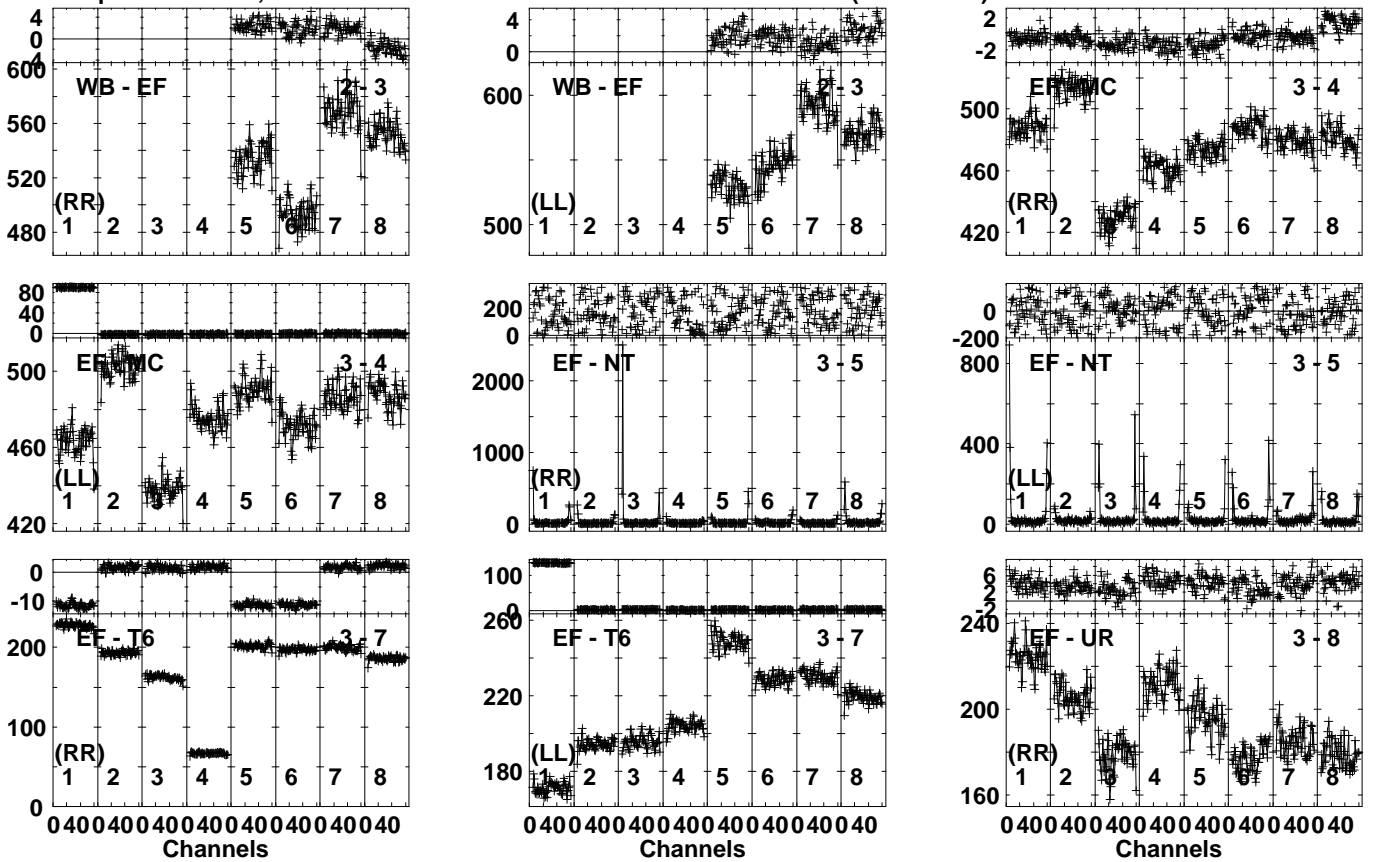 4 0 4
600 560 520 480
WB - EF 2 - 3
(RR)
1 2 3 4 5 6 7 8
4 2 0
600 500
WB - EF 2 - 3
(LL)
1 2 3 4 5 6 7 8
2 -2
500 460 420
EF - MC 3 - 4
(RR)
1 2 3 4 5 6 7 8
80 40 0
500 460 420
EF - MC 3 - 4
(LL)
1 2 3 4 5 6 7 8
200 0
2000 1000 0
EF - NT 3 - 5
(RR)
1 2 3 4 5 6 7 8
0 -200
800 400 0
EF - NT 3 - 5
(LL)
1 2 3 4 5 6 7 8
0 -10
200 100 0
EF - T6 3 - 7
(RR)
1 2 3 4 5 6 7 8
0 40 0 40 0 40 0 40 0 40 0 40 0 40 0 40
Channels
100 0
260 220 180
EF - T6 3 - 7
(LL)
1 2 3 4 5 6 7 8
0 40 0 40 0 40 0 40 0 40 0 40 0 40 0 40
Channels
6 2 -2
240 200 160
EF - UR 3 - 8
(RR)
1 2 3 4 5 6 7 8
0 40 0 40 0 40 0 40 0 40 0 40 0 40 0 40
Channels